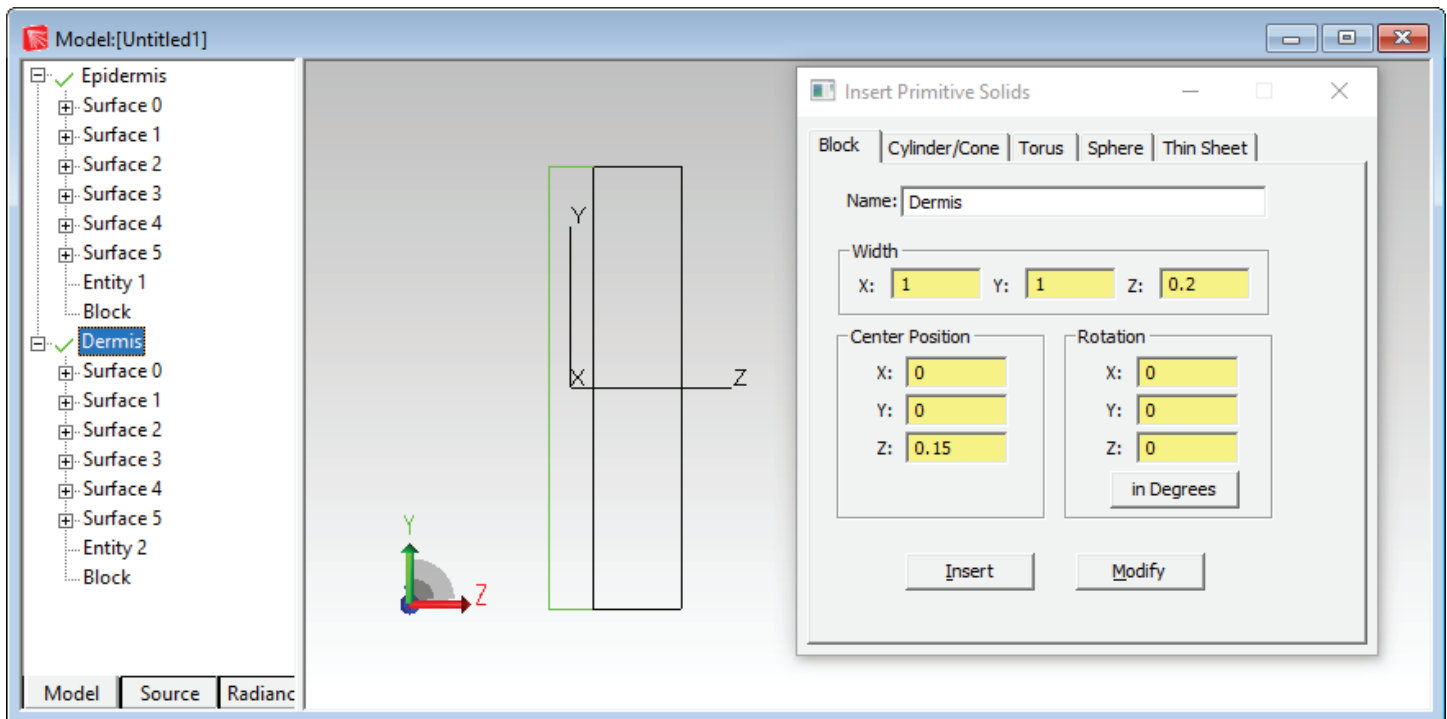 Model:[Untitled1]
Epidermis
Surface 0
Surface 1
Surface 2
Surface 3
Surface 4
Surface 5
Entity 1
Block
Dermis
Surface 0
Surface 1
Surface 2
Surface 3
Surface 4
Surface 5
Entity 2
Block
Model Source Radianc
Y
X Z
Y
Z
Insert Primitive Solids
Block Cylinder/Cone Torus Sphere Thin Sheet
Name: Dermis
Width
X: 1 Y: 1 Z: 0.2
Center Position
X: 0
Y: 0
Z: 0.15
Rotation
X: 0
Y: 0
Z: 0
in Degrees
Insert Modify